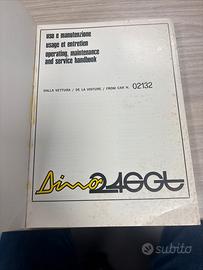 uso e manutenzione
usage et entretien
operating, maintenance
and service handbook
DALLA VETTURA / DE LA VOITURE / FROM CAR N. 02132
Dino 246GT
subito